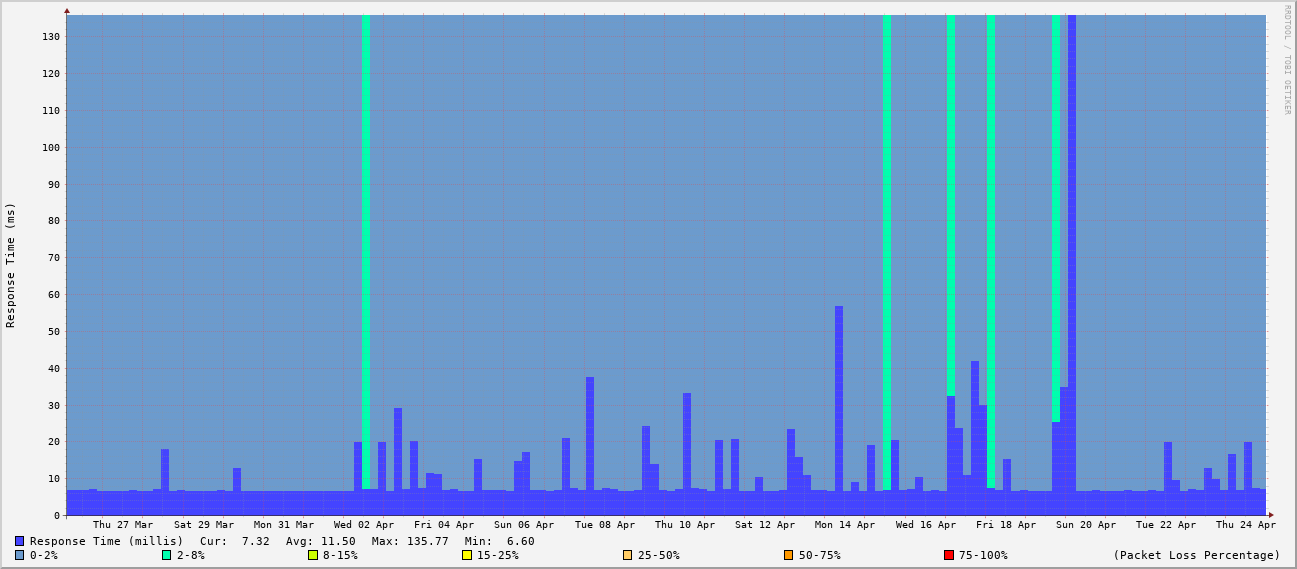 RRDTOOL / TOBI OETIKER
Response Time (ms)
130
120
110
100
90
80
70
60
50
40
30
20
10
0
Thu 27 Mar Sat 29 Mar Mon 31 Mar Wed 02 Apr Fri 04 Apr Sun 06 Apr Tue 08 Apr Thu 10 Apr Sat 12 Apr Mon 14 Apr Wed 16 Apr Fri 18 Apr Sun 20 Apr Tue 22 Apr Thu 24 Apr
Response Time (millis) Cur: 7.32 Avg: 11.50 Max: 135.77 Min: 6.60
0-2% 2-8% 8-15% 15-25% 25-50% 50-75% 75-100% (Packet Loss Percentage)